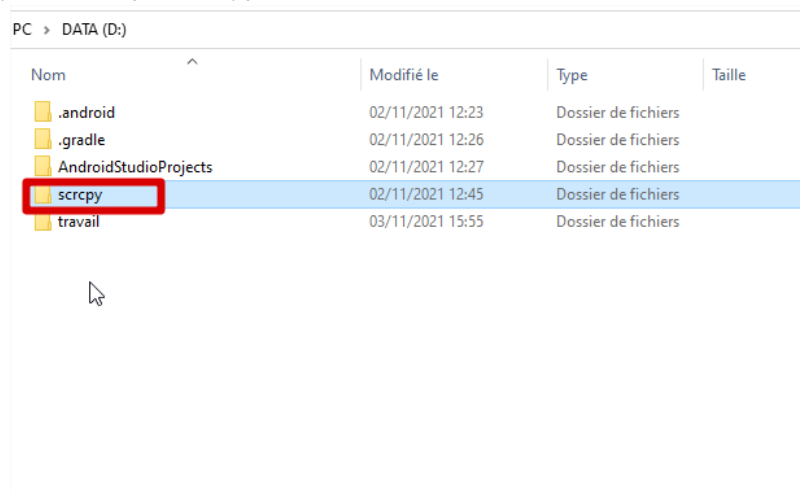 PC > DATA (D:)
Nom Modifié le Type Taille
.android 02/11/2021 12:23 Dossier de fichiers
.gradle 02/11/2021 12:26 Dossier de fichiers
AndroidStudioProjects 02/11/2021 12:27 Dossier de fichiers
scrcpy 02/11/2021 12:45 Dossier de fichiers
travail 03/11/2021 15:55 Dossier de fichiers